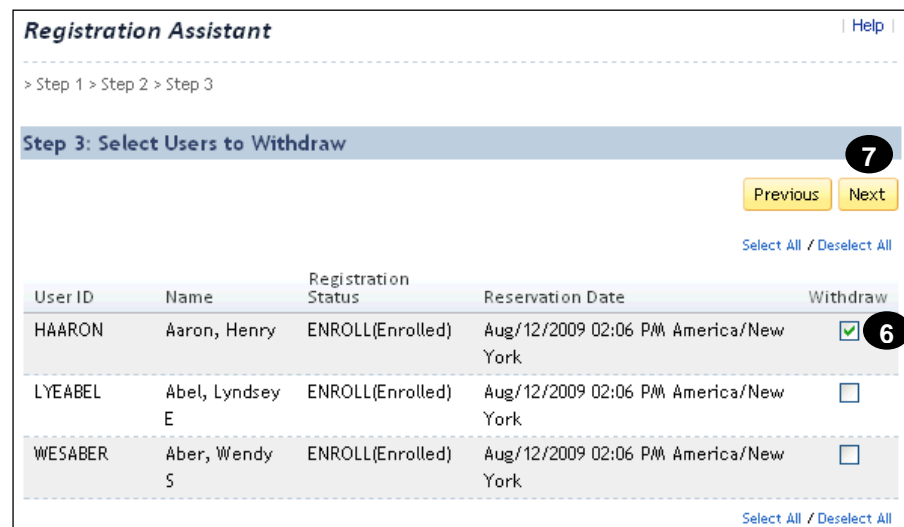 Registration Assistant
| Help |
> Step 1 > Step 2 > Step 3
Step 3: Select Users to Withdraw
7
Previous Next
Select All / Deselect All
User ID Name Registration Status Reservation Date Withdraw
HAARON Aaron, Henry ENROLL(Enrolled) Aug/12/2009 02:06 PM America/New York
6
LYEABEL Abel, Lyndsey E ENROLL(Enrolled) Aug/12/2009 02:06 PM America/New York
WESABER Aber, Wendy S ENROLL(Enrolled) Aug/12/2009 02:06 PM America/New York
Select All / Deselect All